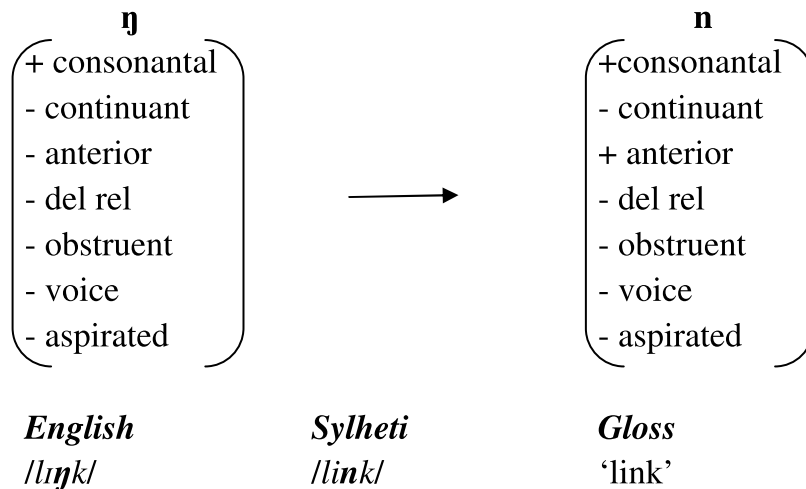 ŋ n
+ consonantal +consonantal
- continuant - continuant
- anterior + anterior
- del rel - del rel
- obstruent - obstruent
- voice - voice
- aspirated - aspirated
English Sylheti Gloss
/lɪŋk/ /link/ ‘link’